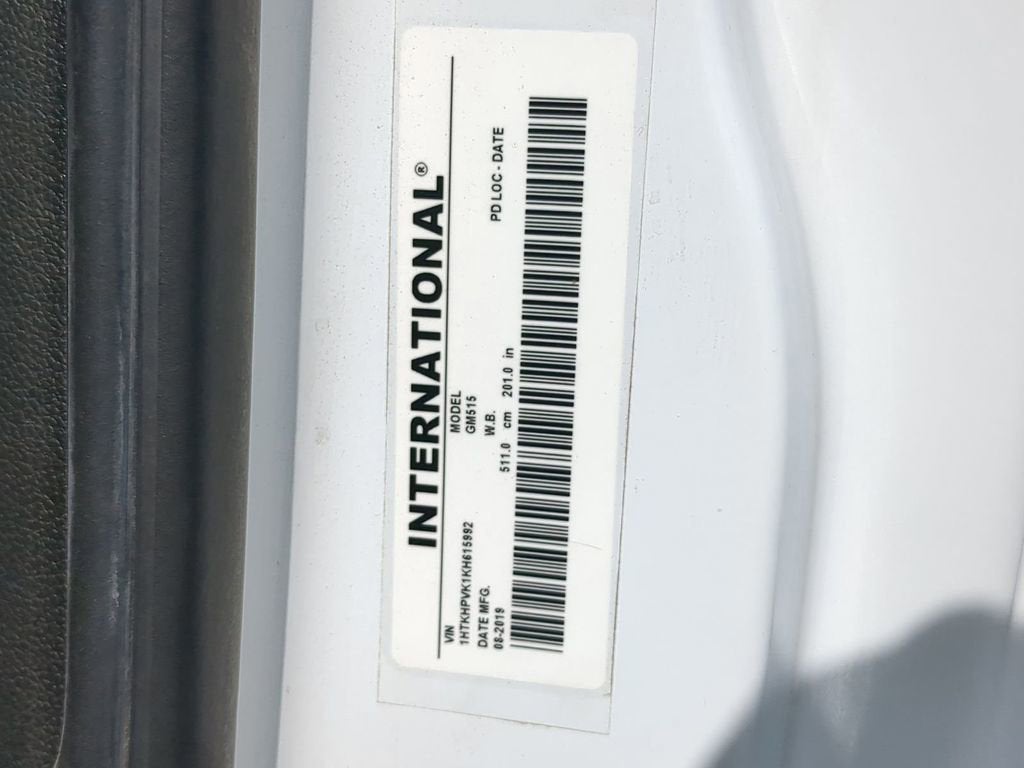 INTERNATIONAL®
VIN
1HTKHPVK1KH615992
MODEL
GM515
DATE MFG.
08-2019
W.B.
511.0 cm 201.0 in
PD LOC - DATE